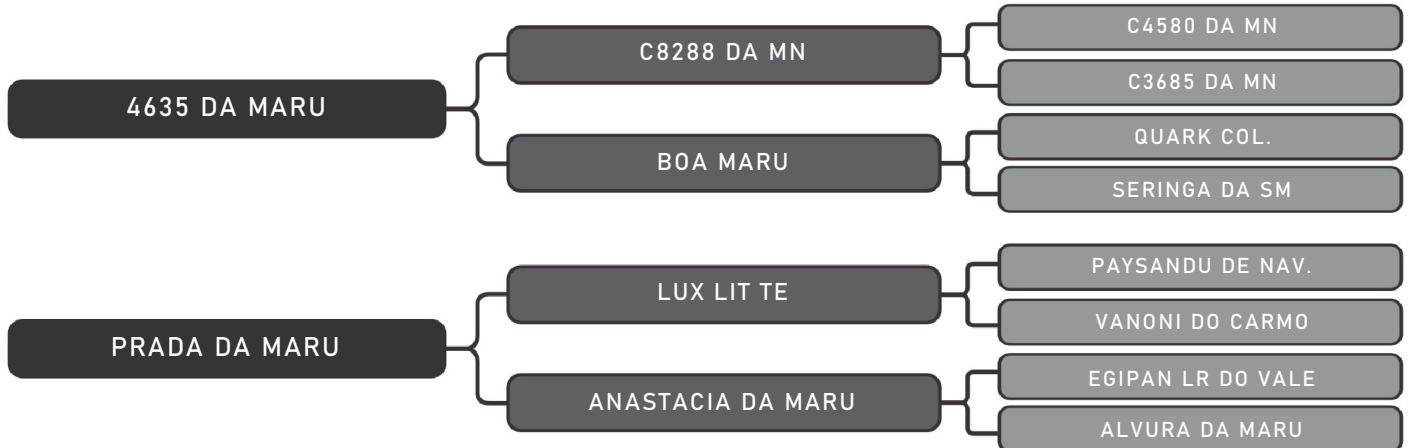 4635 DA MARU
C8288 DA MN
C4580 DA MN
C3685 DA MN
BOA MARU
QUARK COL.
SERINGA DA SM
PRADA DA MARU
LUX LIT TE
PAYSANDU DE NAV.
VANONI DO CARMO
ANASTACIA DA MARU
EGIPAN LR DO VALE
ALVURA DA MARU